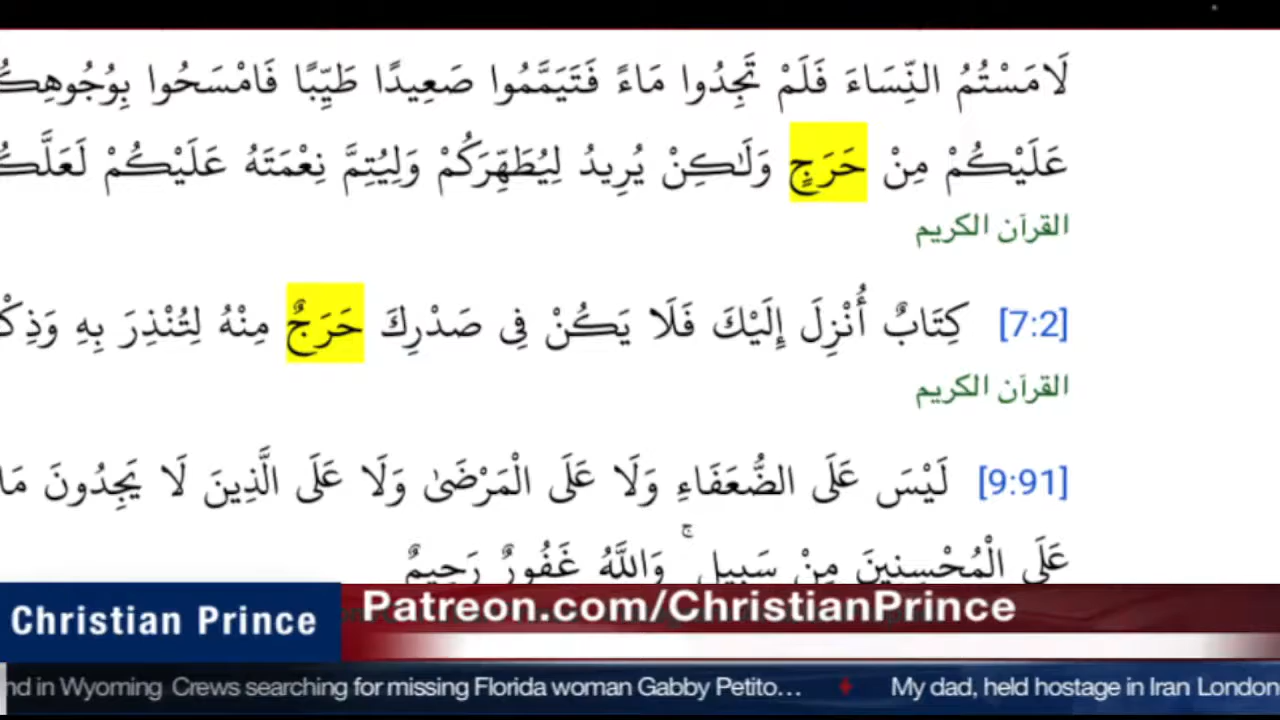 لَامَسْتُمُ النِّسَاءَ فَلَمْ تَجِدُوا مَاءً فَتَيَمَّمُوا صَعِيدًا طَيِّبًا فَامْسَحُوا
عَلَيْكُمْ مِنْ حَرَجٍ وَلَٰكِنْ يُرِيدُ لِيُطَهِّرَكُمْ وَلِيُتِمَّ نِعْمَتَهُ عَلَيْكُمْ
القرآن الكريم
[7:2] كِتَابٌ أُنْزِلَ إِلَيْكَ فَلَا يَكُنْ فِي صَدْرِكَ حَرَجٌ مِنْهُ لِتُنْذِرَ بِهِ
القرآن الكريم
[9:91] لَيْسَ عَلَى الضُّعَفَاءِ وَلَا عَلَى الْمَرْضَىٰ وَلَا عَلَى الَّذِينَ لَا يَجِدُونَ مَا
عَلَى الْمُحْسِنِينَ مِنْ سَبِيلٍ ۚ وَاللَّهُ غَفُورٌ رَحِيمٌ
Christian Prince
Patreon.com/ChristianPrince
nd in Wyoming Crews searching for missing Florida woman Gabby Petito... My dad, held hostage in Iran London